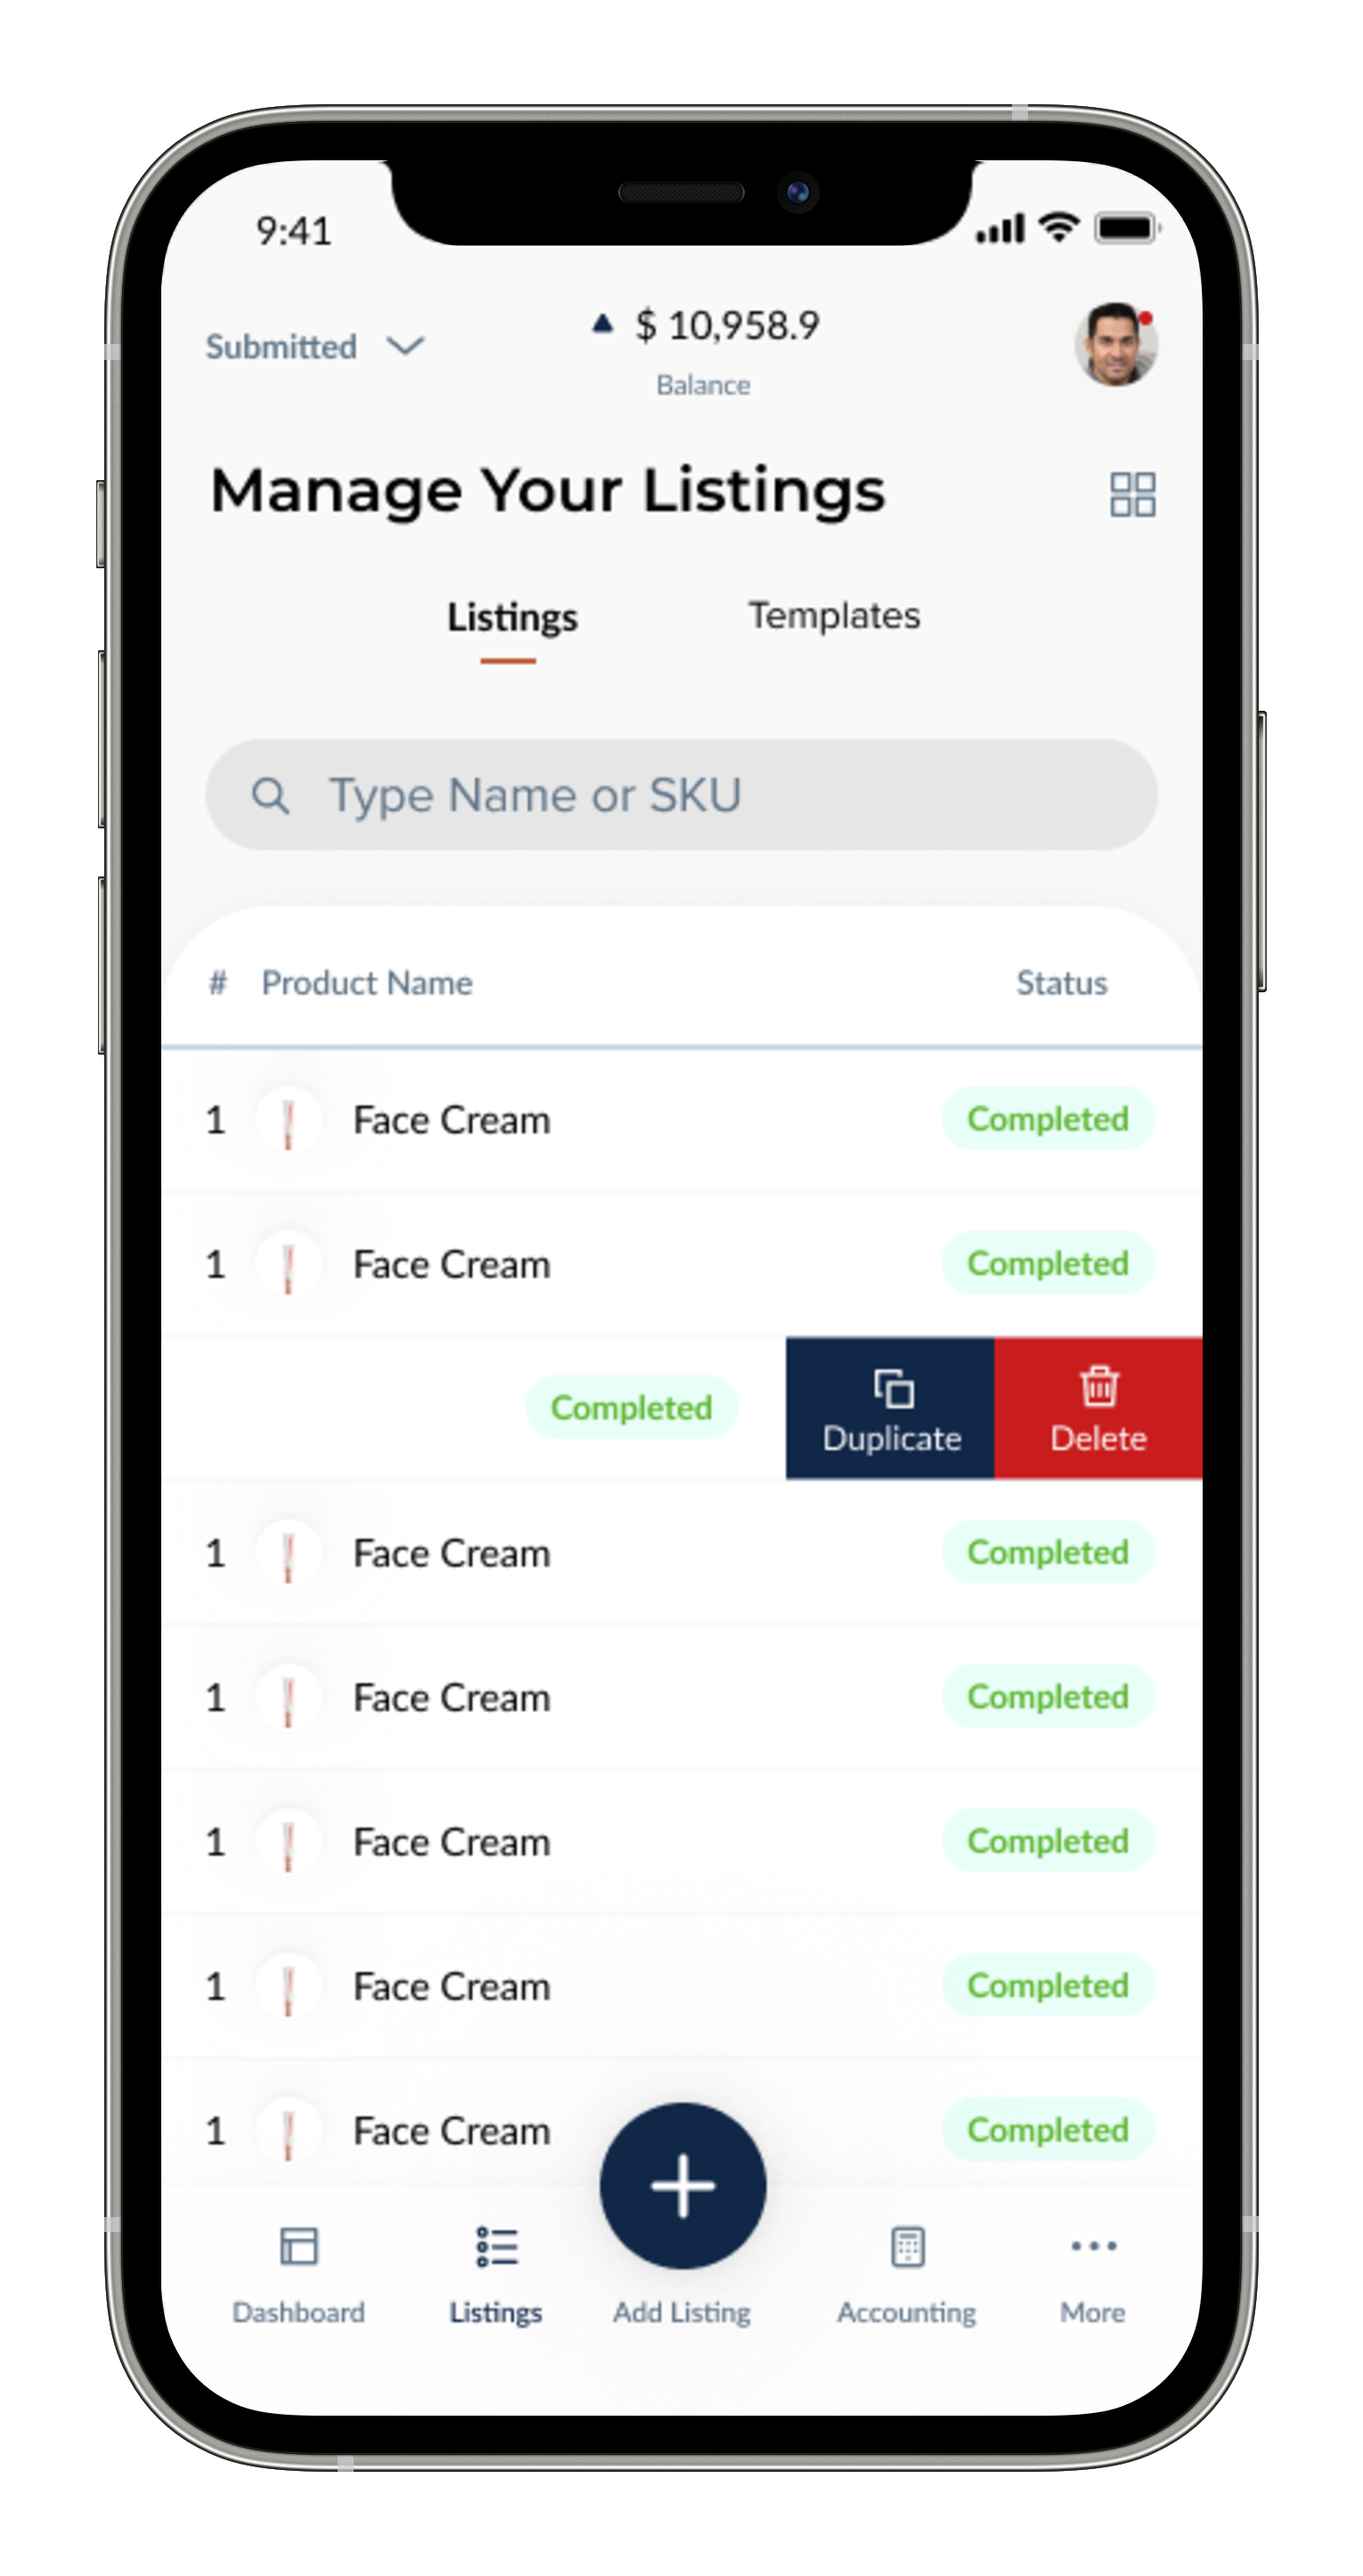 9:41
Submitted
$ 10,958.9
Balance
Manage Your Listings
Listings Templates
Type Name or SKU
# Product Name Status
1 Face Cream Completed
1 Face Cream Completed
Completed Duplicate Delete
1 Face Cream Completed
1 Face Cream Completed
1 Face Cream Completed
1 Face Cream Completed
1 Face Cream Completed
Dashboard Listings Add Listing Accounting More